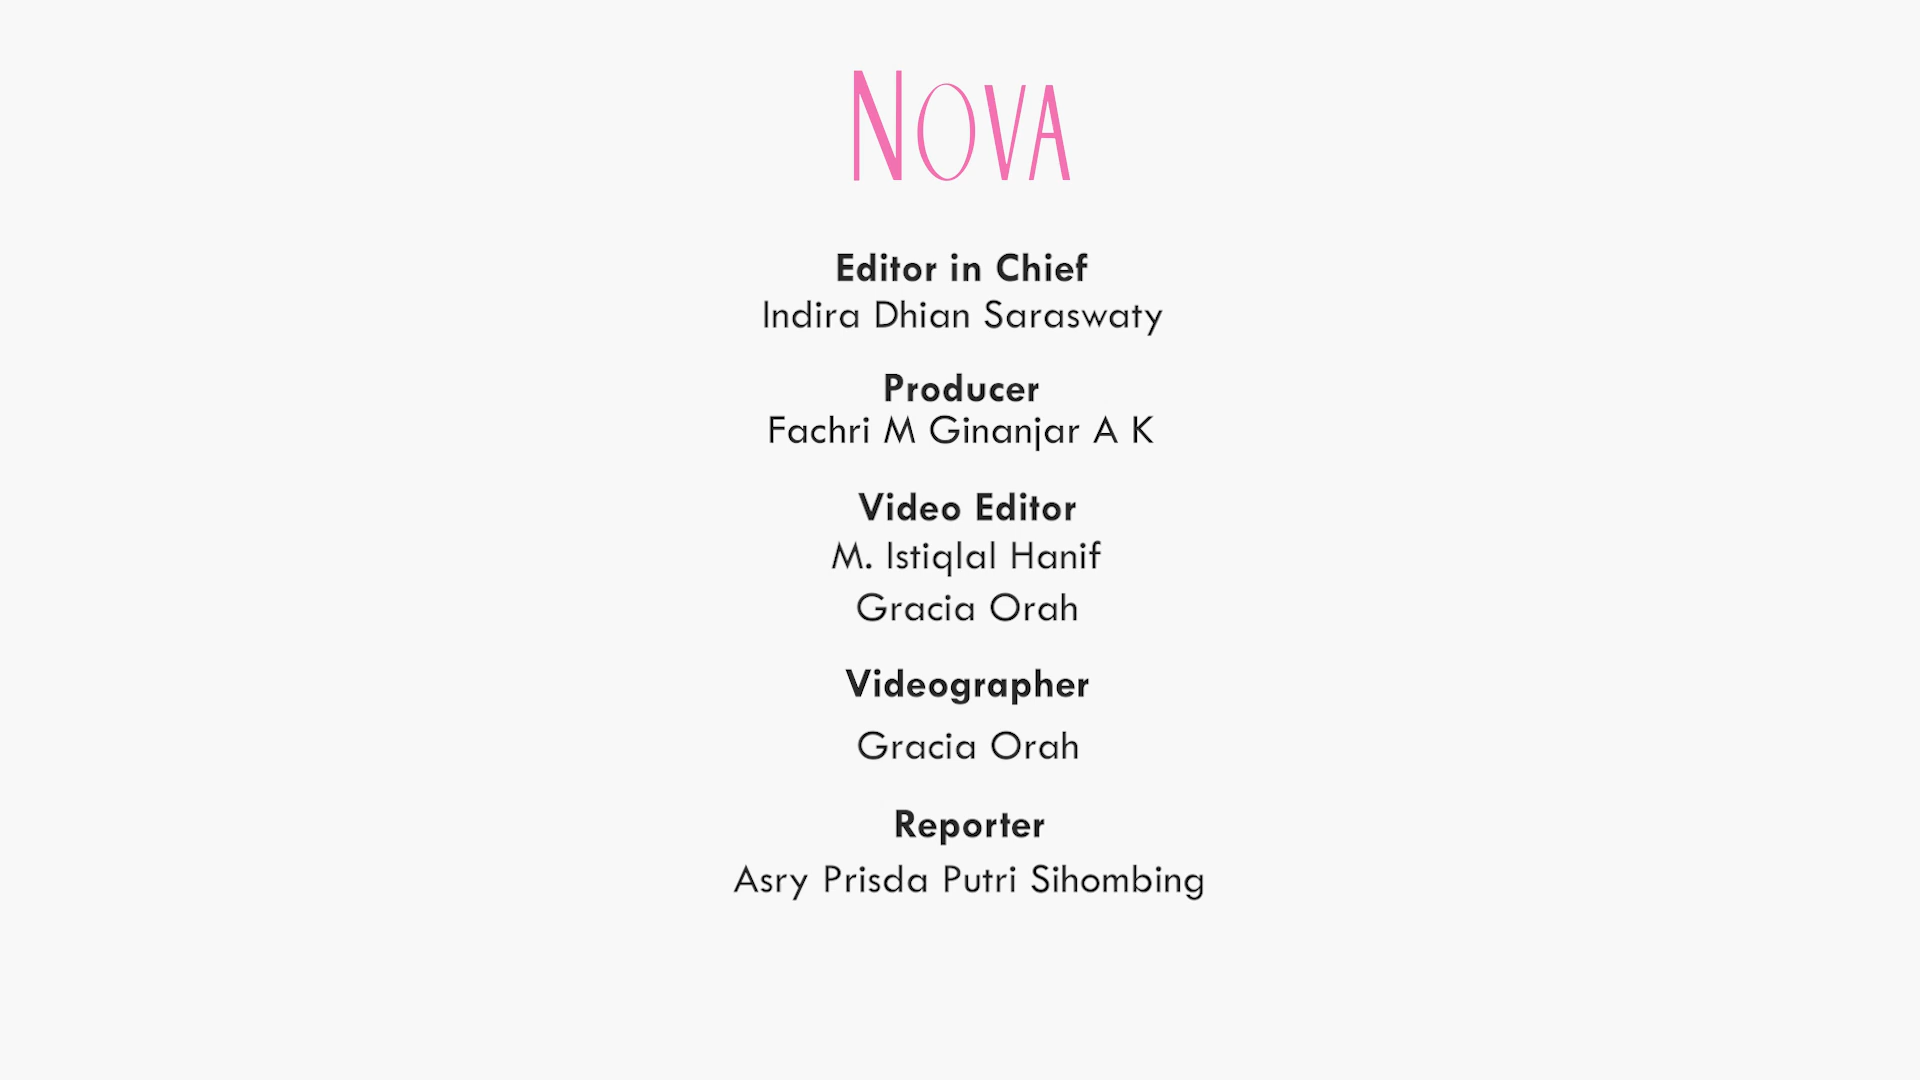 NOVA
Editor in Chief
Indira Dhian Saraswaty
Producer
Fachri M Ginanjar A K
Video Editor
M. Istiqlal Hanif
Gracia Orah
Videographer
Gracia Orah
Reporter
Asry Prisda Putri Sihombing